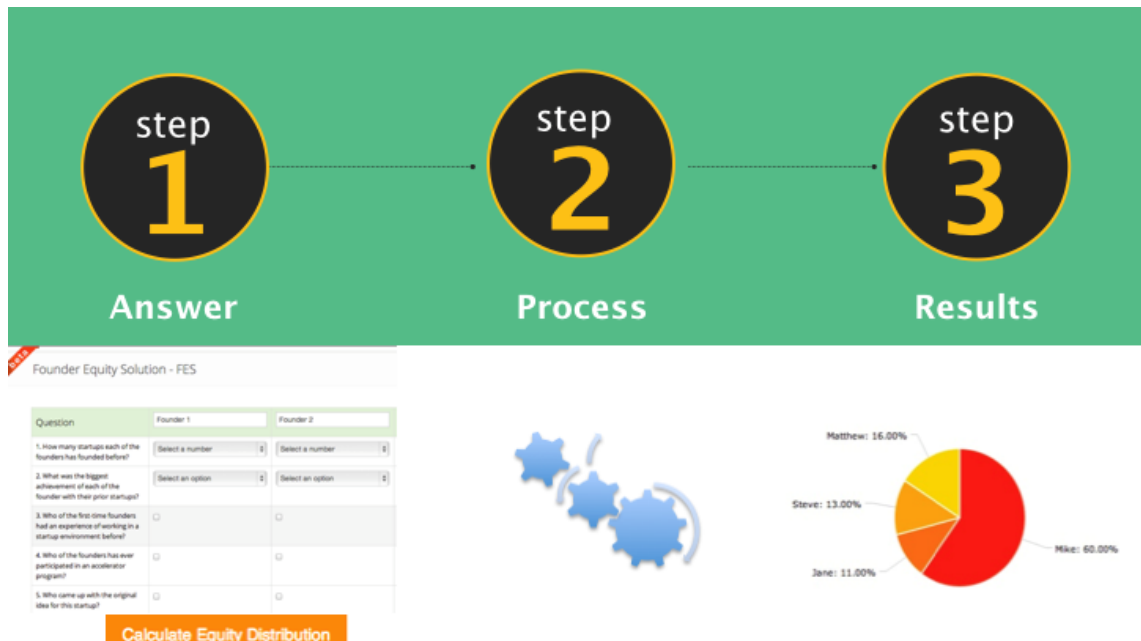 step
1
Answer
step
2
Process
step
3
Results
beta
Founder Equity Solution - FES
Question
Founder 1
Founder 2
1. How many startups each of the
founders has founded before?
Select a number
Select a number
2. What was the biggest
achievement of each of the
founder with their prior startups?
Select an option
Select an option
3. Who of the first-time founders
had an experience of working in a
startup environment before?
4. Who of the founders has ever
participated in an accelerator
program?
5. Who came up with the original
idea for this startup?
Calculate Equity Distribution
Matthew: 16.00%
Steve: 13.00%
Jane: 11.00%
Mike: 60.00%